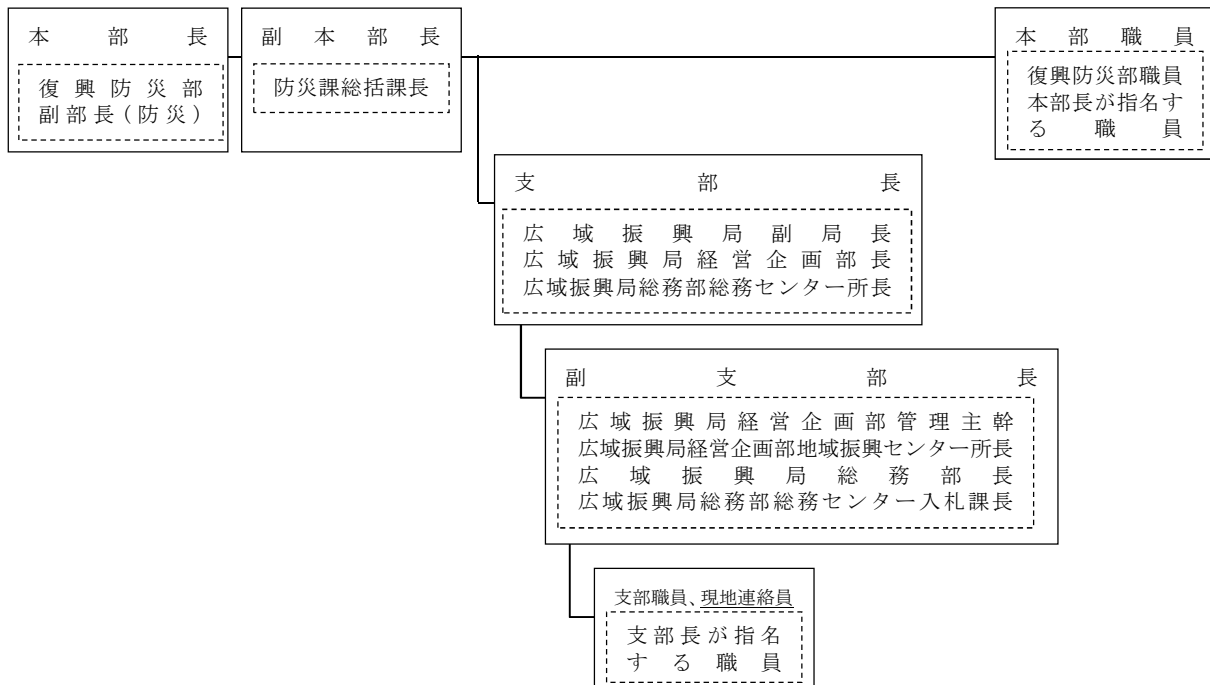 本部長
復興防災部
副部長(防災)
副本部長
防災課総括課長
本部職員
復興防災部職員
本部長が指名す
る職員
支部長
広域振興局副局長
広域振興局経営企画部長
広域振興局総務部総務センター所長
副支部長
広域振興局経営企画部管理主幹
広域振興局経営企画部地域振興センター所長
広域振興局総務部長
広域振興局総務部総務センター入札課長
支部職員、現地連絡員
支部長が指名
する職員